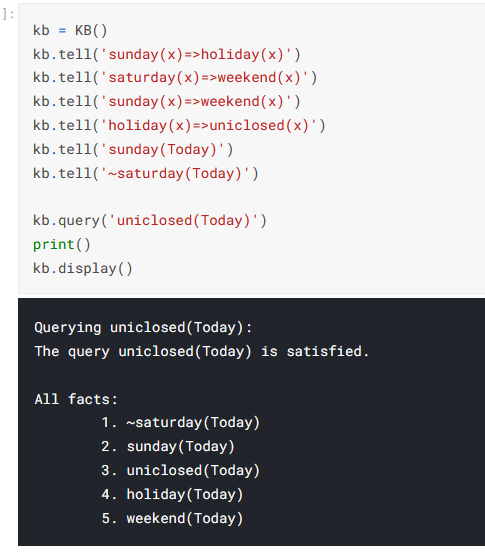 ]:
kb = KB()
kb.tell('sunday(x)=>holiday(x)')
kb.tell('saturday(x)=>weekend(x)')
kb.tell('sunday(x)=>weekend(x)')
kb.tell('holiday(x)=>uniclosed(x)')
kb.tell('sunday(Today)')
kb.tell('~saturday(Today)')

kb.query('uniclosed(Today)')
print()
kb.display()
Querying uniclosed(Today):
The query uniclosed(Today) is satisfied.

All facts:
        1. ~saturday(Today)
        2. sunday(Today)
        3. uniclosed(Today)
        4. holiday(Today)
        5. weekend(Today)